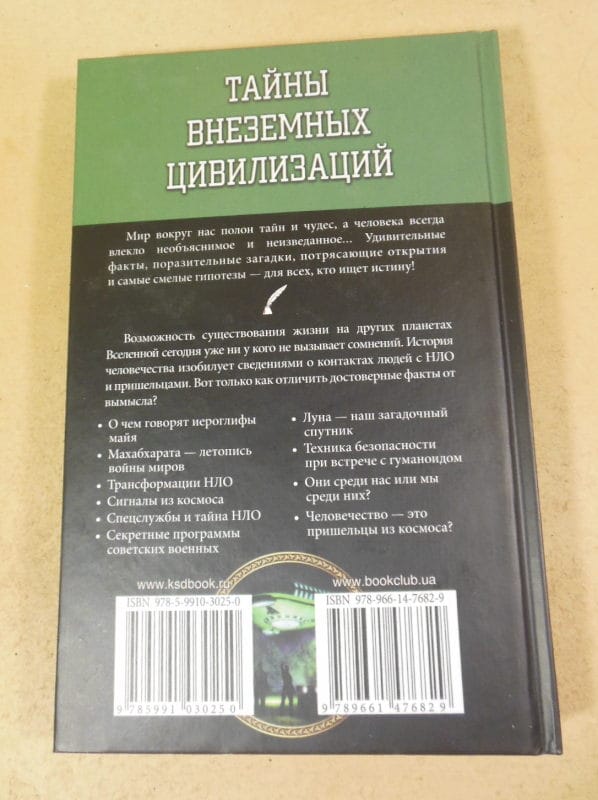 ТАЙНЫ
ВНЕЗЕМНЫХ
ЦИВИЛИЗАЦИЙ
Мир вокруг нас полон тайн и чудес, а человека всегда
влекло необъяснимое и неизведанное... Удивительные
факты, поразительные загадки, потрясающие открытия
и самые смелые гипотезы — для всех, кто ищет истину!
Возможность существования жизни на других планетах
Вселенной сегодня уже ни у кого не вызывает сомнений. История
человечества изобилует сведениями о контактах людей с НЛО
и пришельцами. Вот только как отличить достоверные факты от
вымысла?
• О чем говорят иероглифы
майя
• Махабхарата — летопись
войны миров
• Трансформации НЛО
• Сигналы из космоса
• Спецслужбы и тайна НЛО
• Секретные программы
советских военных
• Луна — наш загадочный
спутник
• Техника безопасности
при встрече с гуманоидом
• Они среди нас или мы
среди них?
• Человечество — это
пришельцы из космоса?
www.ksdbook.ru
ISBN 978-5-9910-3025-0
9 785991 030250
www.bookclub.ua
ISBN 978-966-14-7682-9
9 789661 476829